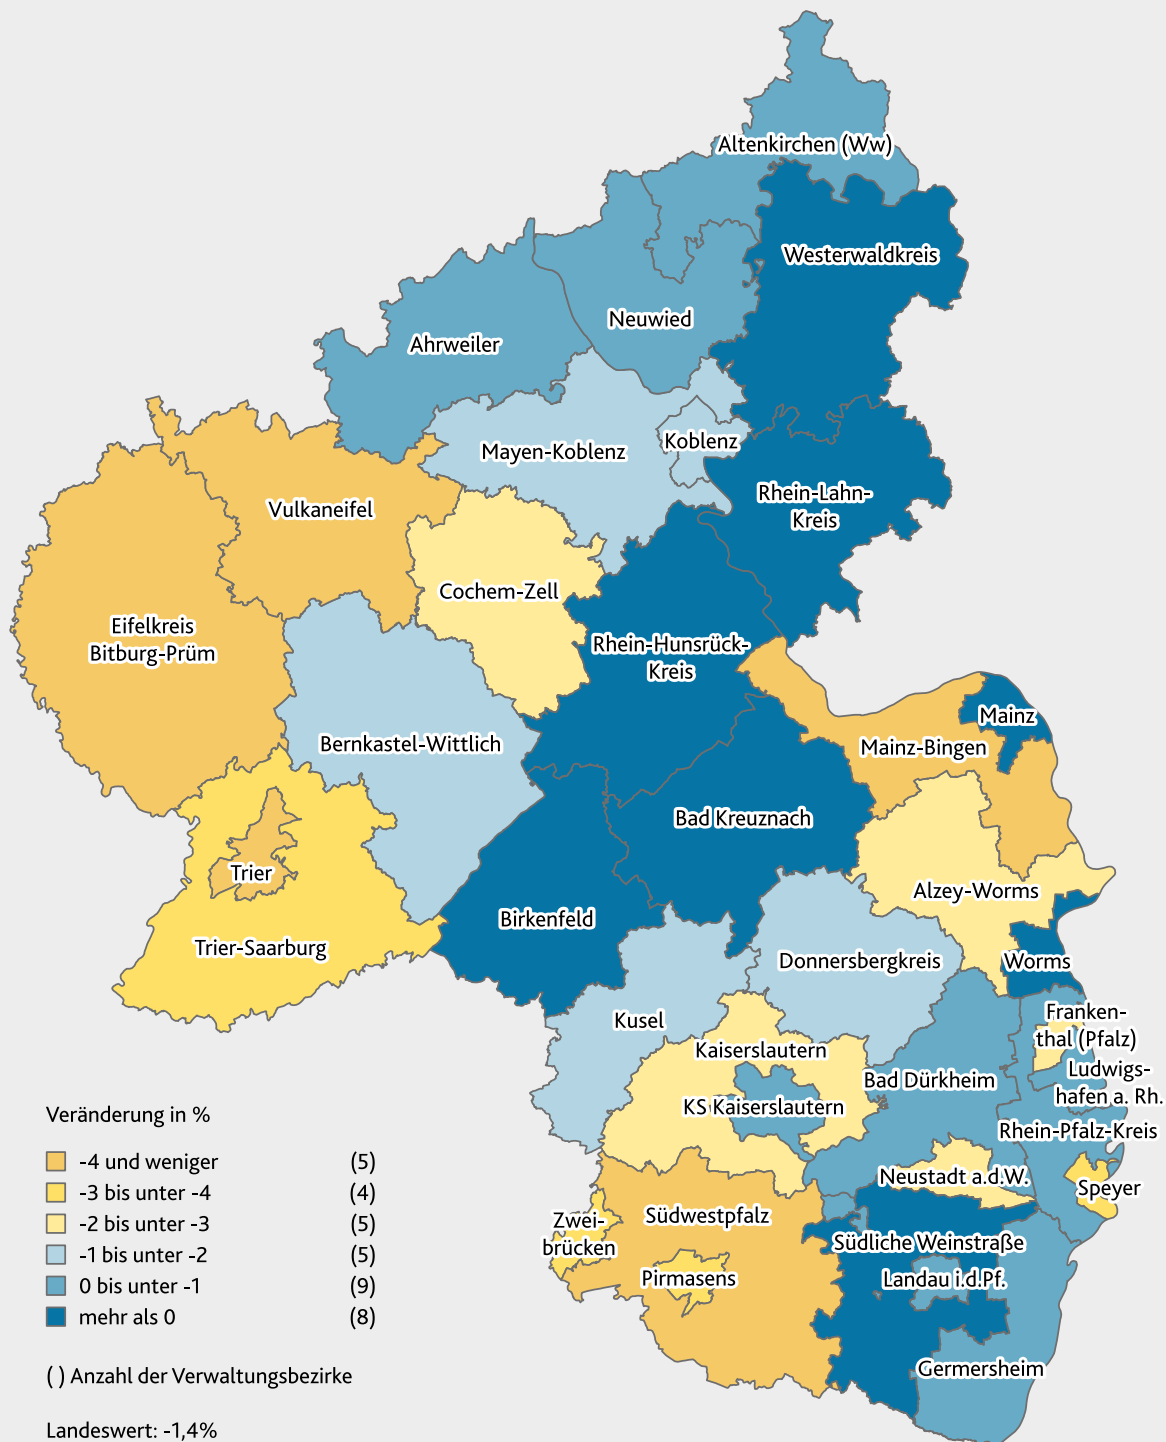 Altenkirchen (Ww)
Westerwaldkreis
Neuwied
Ahrweiler
Koblenz
Mayen-Koblenz
Rhein-Lahn-
Kreis
Vulkaneifel
Cochem-Zell
Eifelkreis
Bitburg-Prüm
Rhein-Hunsrück-
Kreis
Mainz
Bernkastel-Wittlich
Mainz-Bingen
Bad Kreuznach
Trier
Alzey-Worms
Birkenfeld
Trier-Saarburg
Donnersbergkreis
Worms
Kusel
Franken-
thal (Pfalz)
Kaiserslautern
Ludwigs-
hafen a. Rh.
Bad Dürkheim
KS Kaiserslautern
Rhein-Pfalz-Kreis
Neustadt a.d.W.
Speyer
Südwestpfalz
Zwei-
brücken
Südliche Weinstraße
Pirmasens
Landau i.d.Pf.
Germersheim
Veränderung in %
-4 und weniger (5)
-3 bis unter -4 (4)
-2 bis unter -3 (5)
-1 bis unter -2 (5)
0 bis unter -1 (9)
mehr als 0 (8)
( ) Anzahl der Verwaltungsbezirke
Landeswert: -1,4%